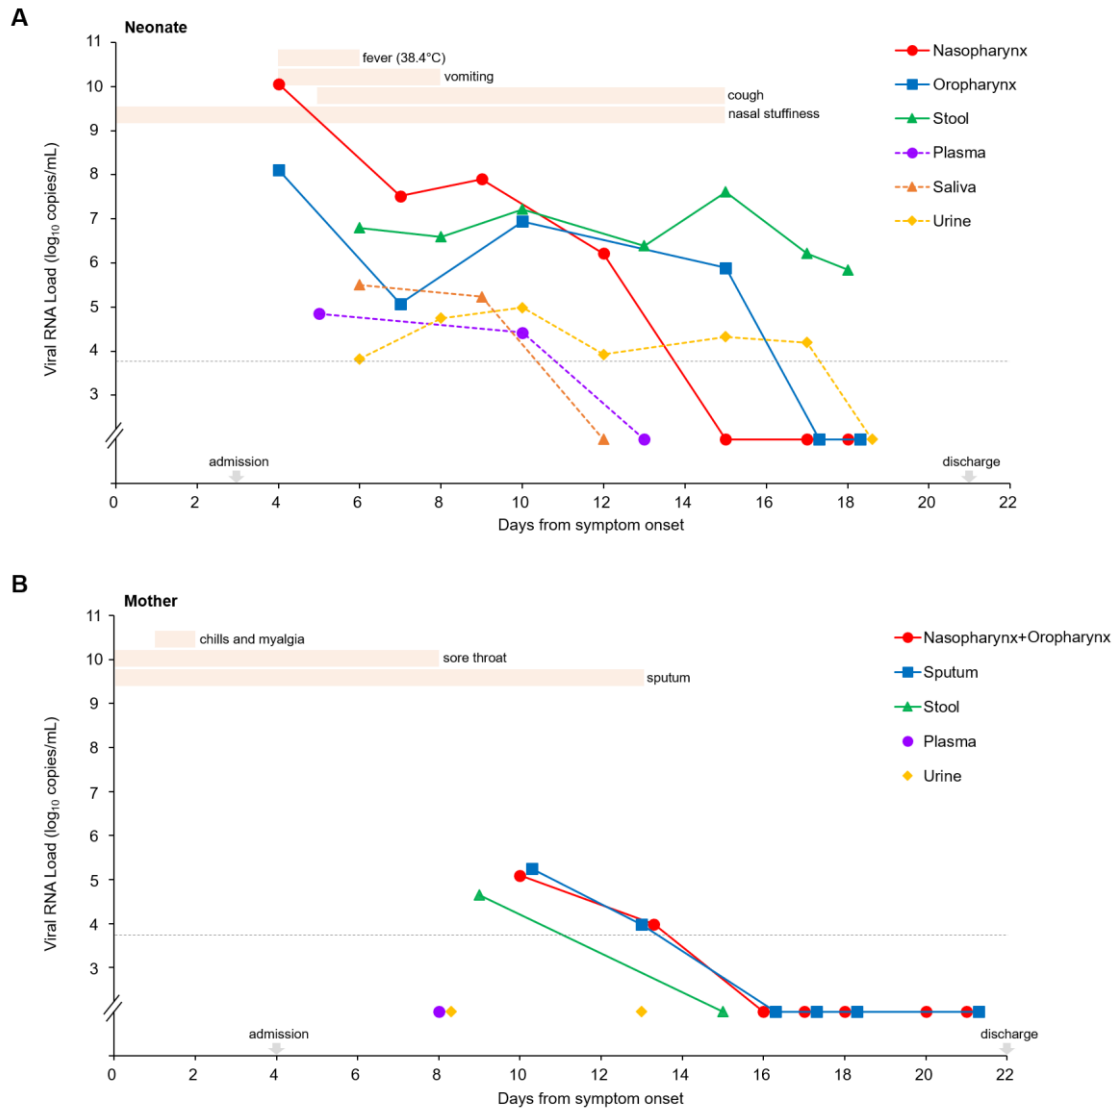 A
Neonate
11
10
9
8
7
6
5
4
3
Viral RNA Load (log10 copies/mL)
fever (38.4°C)
vomiting
cough
nasal stuffiness
Nasopharynx
Oropharynx
Stool
Plasma
Saliva
Urine
admission
discharge
0 2 4 6 8 10 12 14 16 18 20 22
Days from symptom onset
B
Mother
11
10
9
8
7
6
5
4
3
Viral RNA Load (log10 copies/mL)
chills and myalgia
sore throat
sputum
Nasopharynx+Oropharynx
Sputum
Stool
Plasma
Urine
admission
discharge
0 2 4 6 8 10 12 14 16 18 20 22
Days from symptom onset